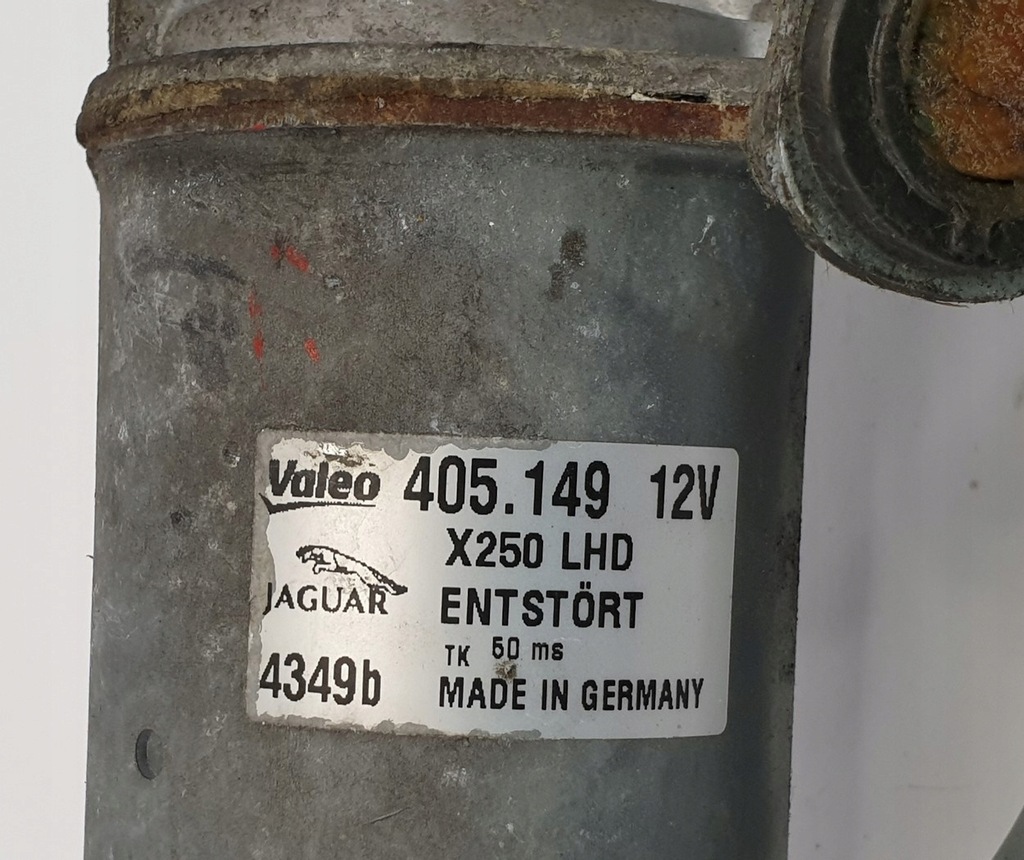 Valeo 405.149 12V
X250 LHD
JAGUAR ENTSTÖRT
TK 50 ms
4349b MADE IN GERMANY